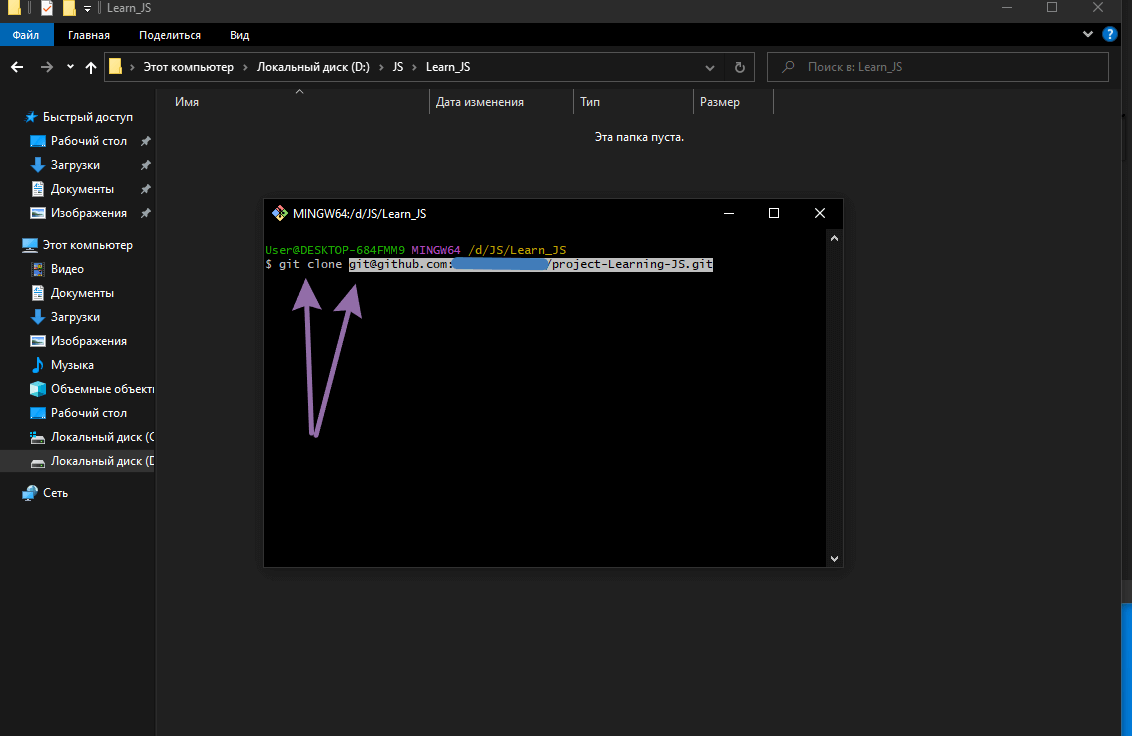 Learn_JS
Файл Главная Поделиться Вид
Этот компьютер Локальный диск (D:) JS Learn_JS
Поиск в: Learn_JS
Имя Дата изменения Тип Размер
Эта папка пуста.
Быстрый доступ
Рабочий стол
Загрузки
Документы
Изображения
Этот компьютер
Видео
Документы
Загрузки
Изображения
Музыка
Объемные объекты
Рабочий стол
Локальный диск (C
Локальный диск (D
Сеть
MINGW64:/d/JS/Learn_JS
User@DESKTOP-684FMM9 MINGW64 /d/JS/Learn_JS
$ git clone git@github.com: /project-Learning-JS.git